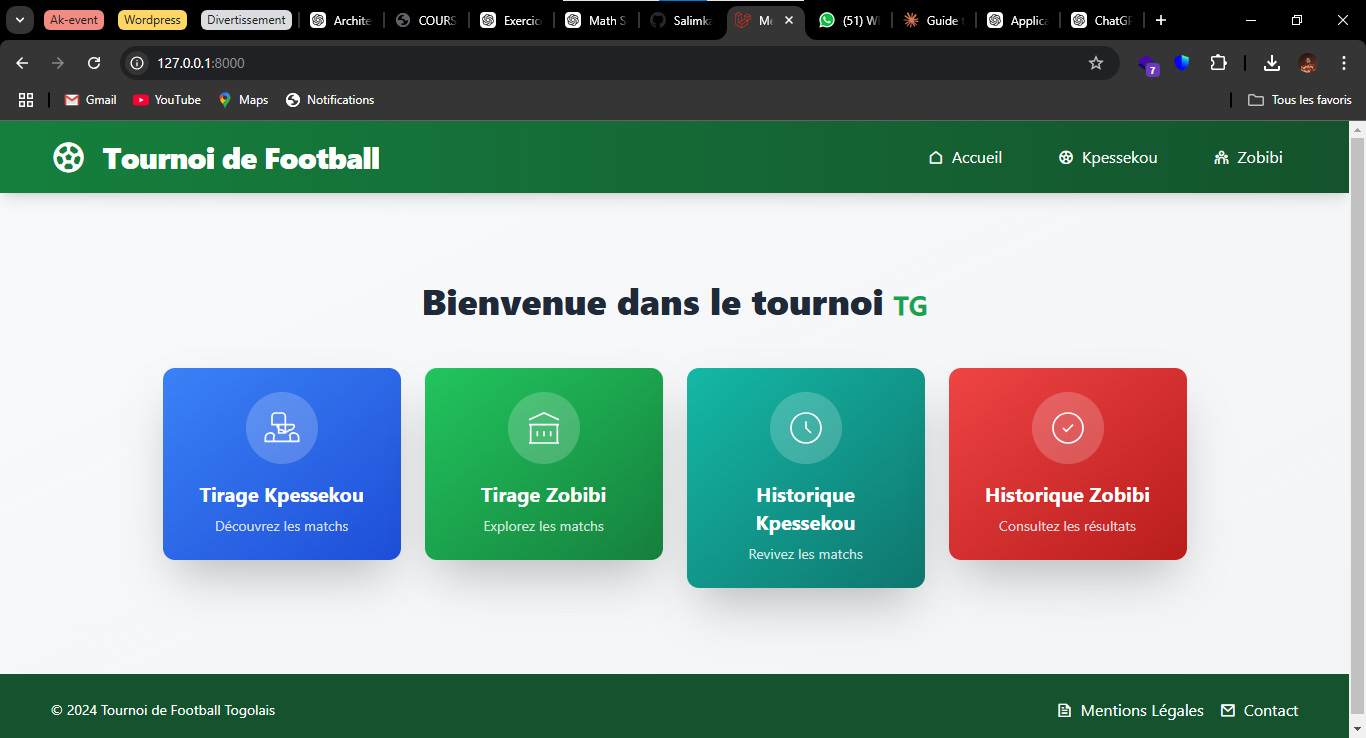 Ak-event
Wordpress
Divertissement
Archite
COURS
Exercic
Math S
Salimka
Me
(51) W
Guide
Applica
ChatGP
127.0.0.1:8000
7
Gmail
YouTube
Maps
Notifications
Tous les favoris
Tournoi de Football
Accueil
Kpessekou
Zobibi
Bienvenue dans le tournoi TG
Tirage Kpessekou
Découvrez les matchs
Tirage Zobibi
Explorez les matchs
Historique
Kpessekou
Revivez les matchs
Historique Zobibi
Consultez les résultats
© 2024 Tournoi de Football Togolais
Mentions Légales
Contact